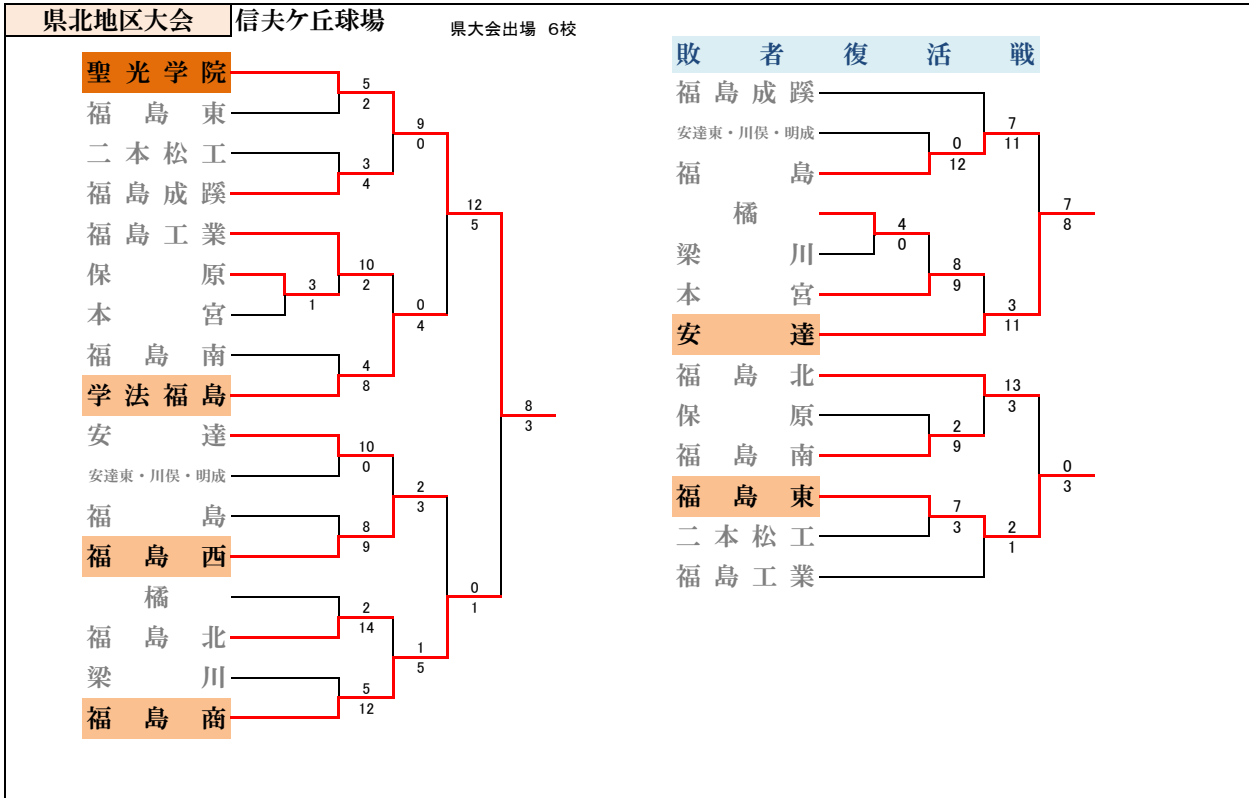 県北地区大会 信夫ケ丘球場 県大会出場 6校
聖光学院
福島東
二本松工
福島成蹊
福島工業
保原
本宮
福島南
学法福島
安達
安達東・川俣・明成
福島
福島西
橘
福島北
梁川
福島商
5
2
3
4
3
1
10
2
4
8
10
0
8
9
2
14
5
12
9
0
0
4
2
3
1
5
12
5
0
1
8
3
敗者復活戦
福島成蹊
安達東・川俣・明成
福島
橘
梁川
本宮
安達
福島北
保原
福島南
福島東
二本松工
福島工業
4
0
0
12
8
9
2
9
7
3
7
11
3
11
13
3
2
1
7
8
0
3